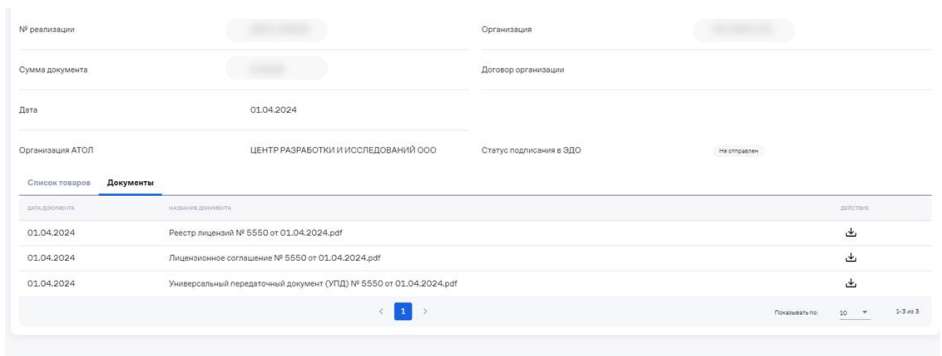 № реализации Организация
Сумма документа Договор организации
Дата 01.04.2024
Организация АТОЛ ЦЕНТР РАЗРАБОТКИ И ИССЛЕДОВАНИЙ ООО Статус подписания в ЭДО Не отправлен
Список товаров Документы
ДАТА ДОКУМЕНТА НАЗВАНИЕ ДОКУМЕНТА ДЕЙСТВИЕ
01.04.2024 Реестр лицензий № 5550 от 01.04.2024.pdf
01.04.2024 Лицензионное соглашение № 5550 от 01.04.2024.pdf
01.04.2024 Универсальный передаточный документ (УПД) № 5550 от 01.04.2024.pdf
< 1 > Показывать по: 10 1-3 из 3